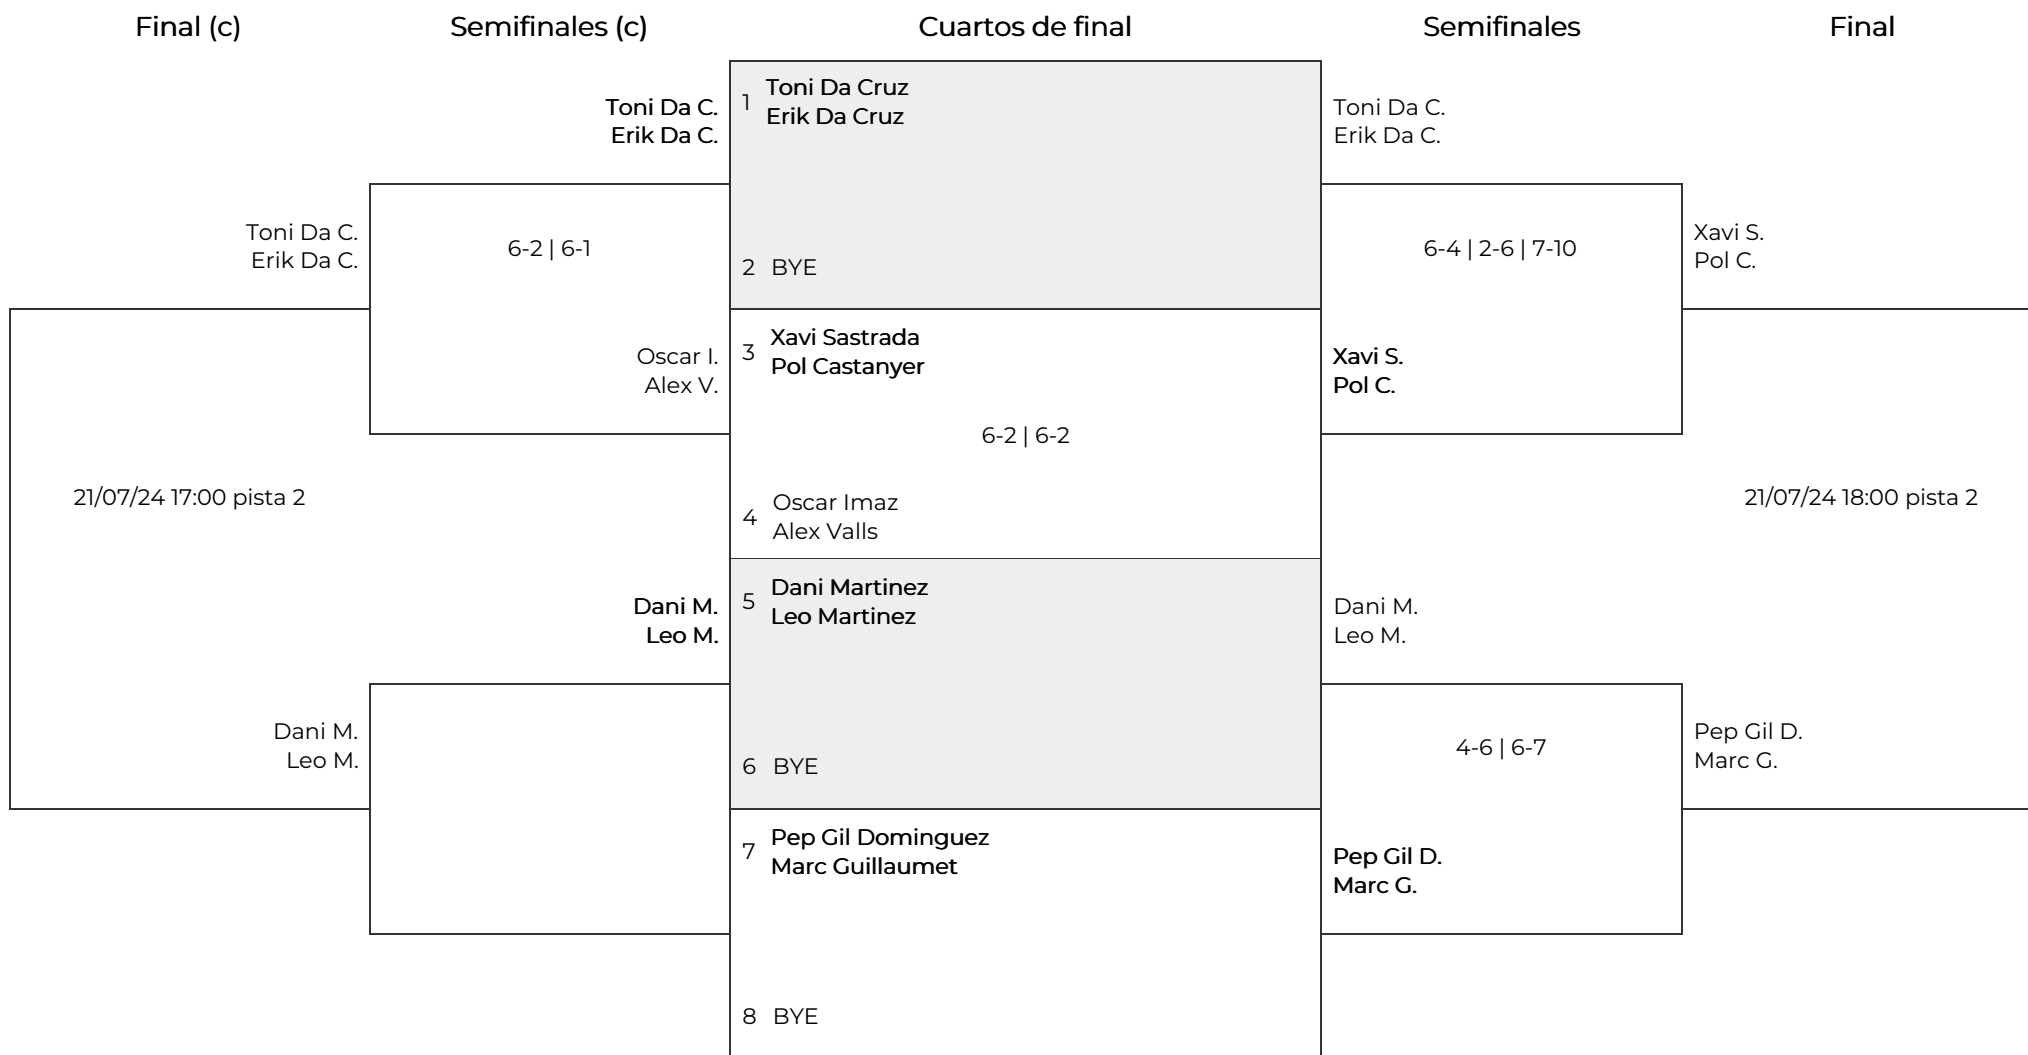 Final (c)
Semifinales (c)
Cuartos de final
Semifinales
Final
Toni Da C.
Erik Da C.
6-2 | 6-1
Oscar I.
Alex V.
Toni Da C.
Erik Da C.
21/07/24 17:00 pista 2
Dani M.
Leo M.
Dani M.
Leo M.
1 Toni Da Cruz
Erik Da Cruz
2 BYE
3 Xavi Sastrada
Pol Castanyer
6-2 | 6-2
4 Oscar Imaz
Alex Valls
5 Dani Martinez
Leo Martinez
6 BYE
7 Pep Gil Dominguez
Marc Guillaumet
8 BYE
Toni Da C.
Erik Da C.
6-4 | 2-6 | 7-10
Xavi S.
Pol C.
Dani M.
Leo M.
4-6 | 6-7
Pep Gil D.
Marc G.
Xavi S.
Pol C.
21/07/24 18:00 pista 2
Pep Gil D.
Marc G.